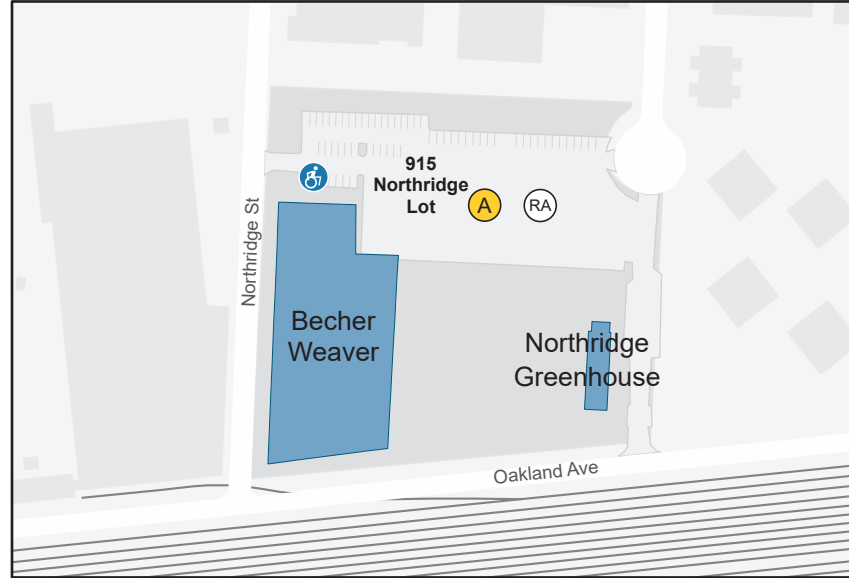 915
Northridge
Lot
A
RA
Northridge St
Becher
Weaver
Northridge
Greenhouse
Oakland Ave